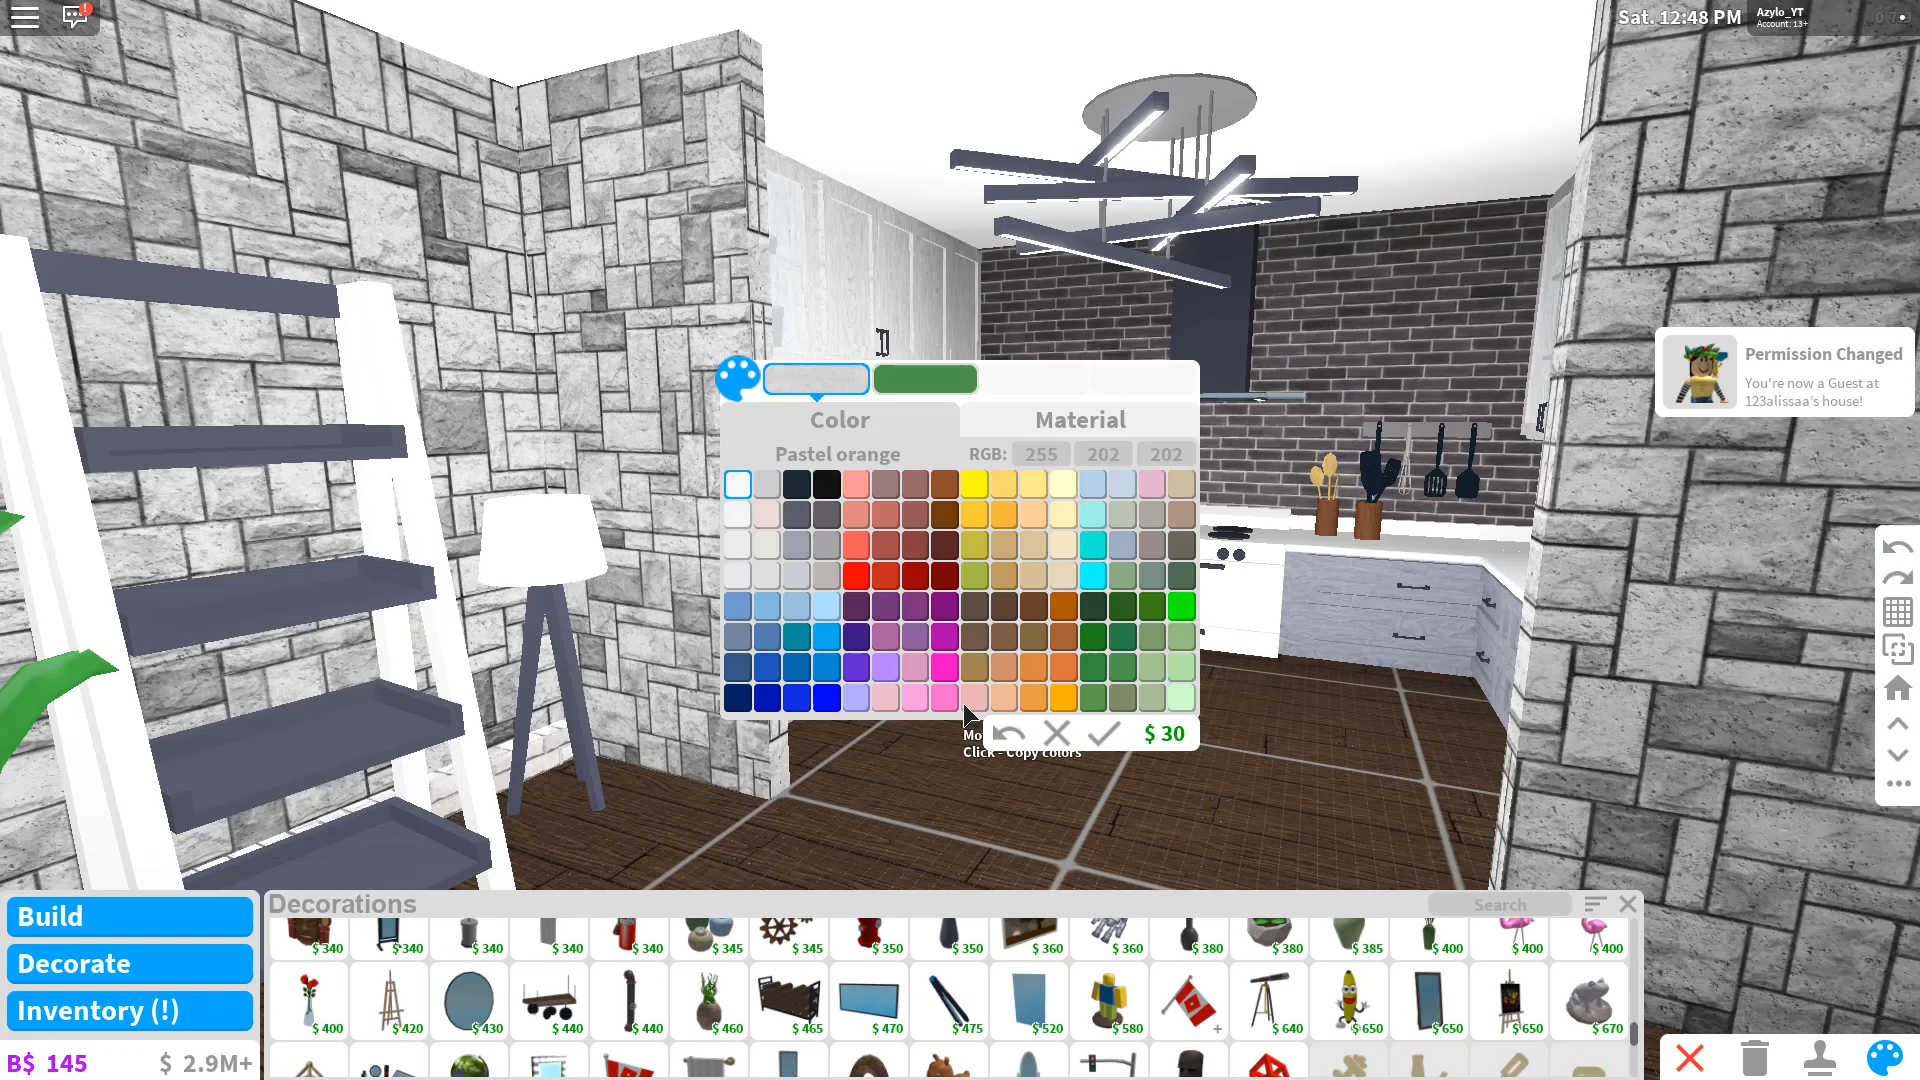 Sat. 12:48 PM
Azylo_YT
Account: 13+
Permission Changed
You're now a Guest at
123alissaa's house!
Color
Material
Pastel orange
RGB: 255 202 202
Click - Copy colors
$ 30
Build
Decorate
Inventory (!)
B$ 145
$ 2.9M+
Decorations
Search
$ 340 $ 340 $ 340 $ 340 $ 340 $ 345 $ 345 $ 350 $ 350 $ 360 $ 360 $ 380 $ 380 $ 385 $ 400 $ 400 $ 400
$ 400 $ 420 $ 430 $ 440 $ 440 $ 460 $ 465 $ 470 $ 475 $ 520 $ 580 + $ 640 $ 650 $ 650 $ 650 $ 670